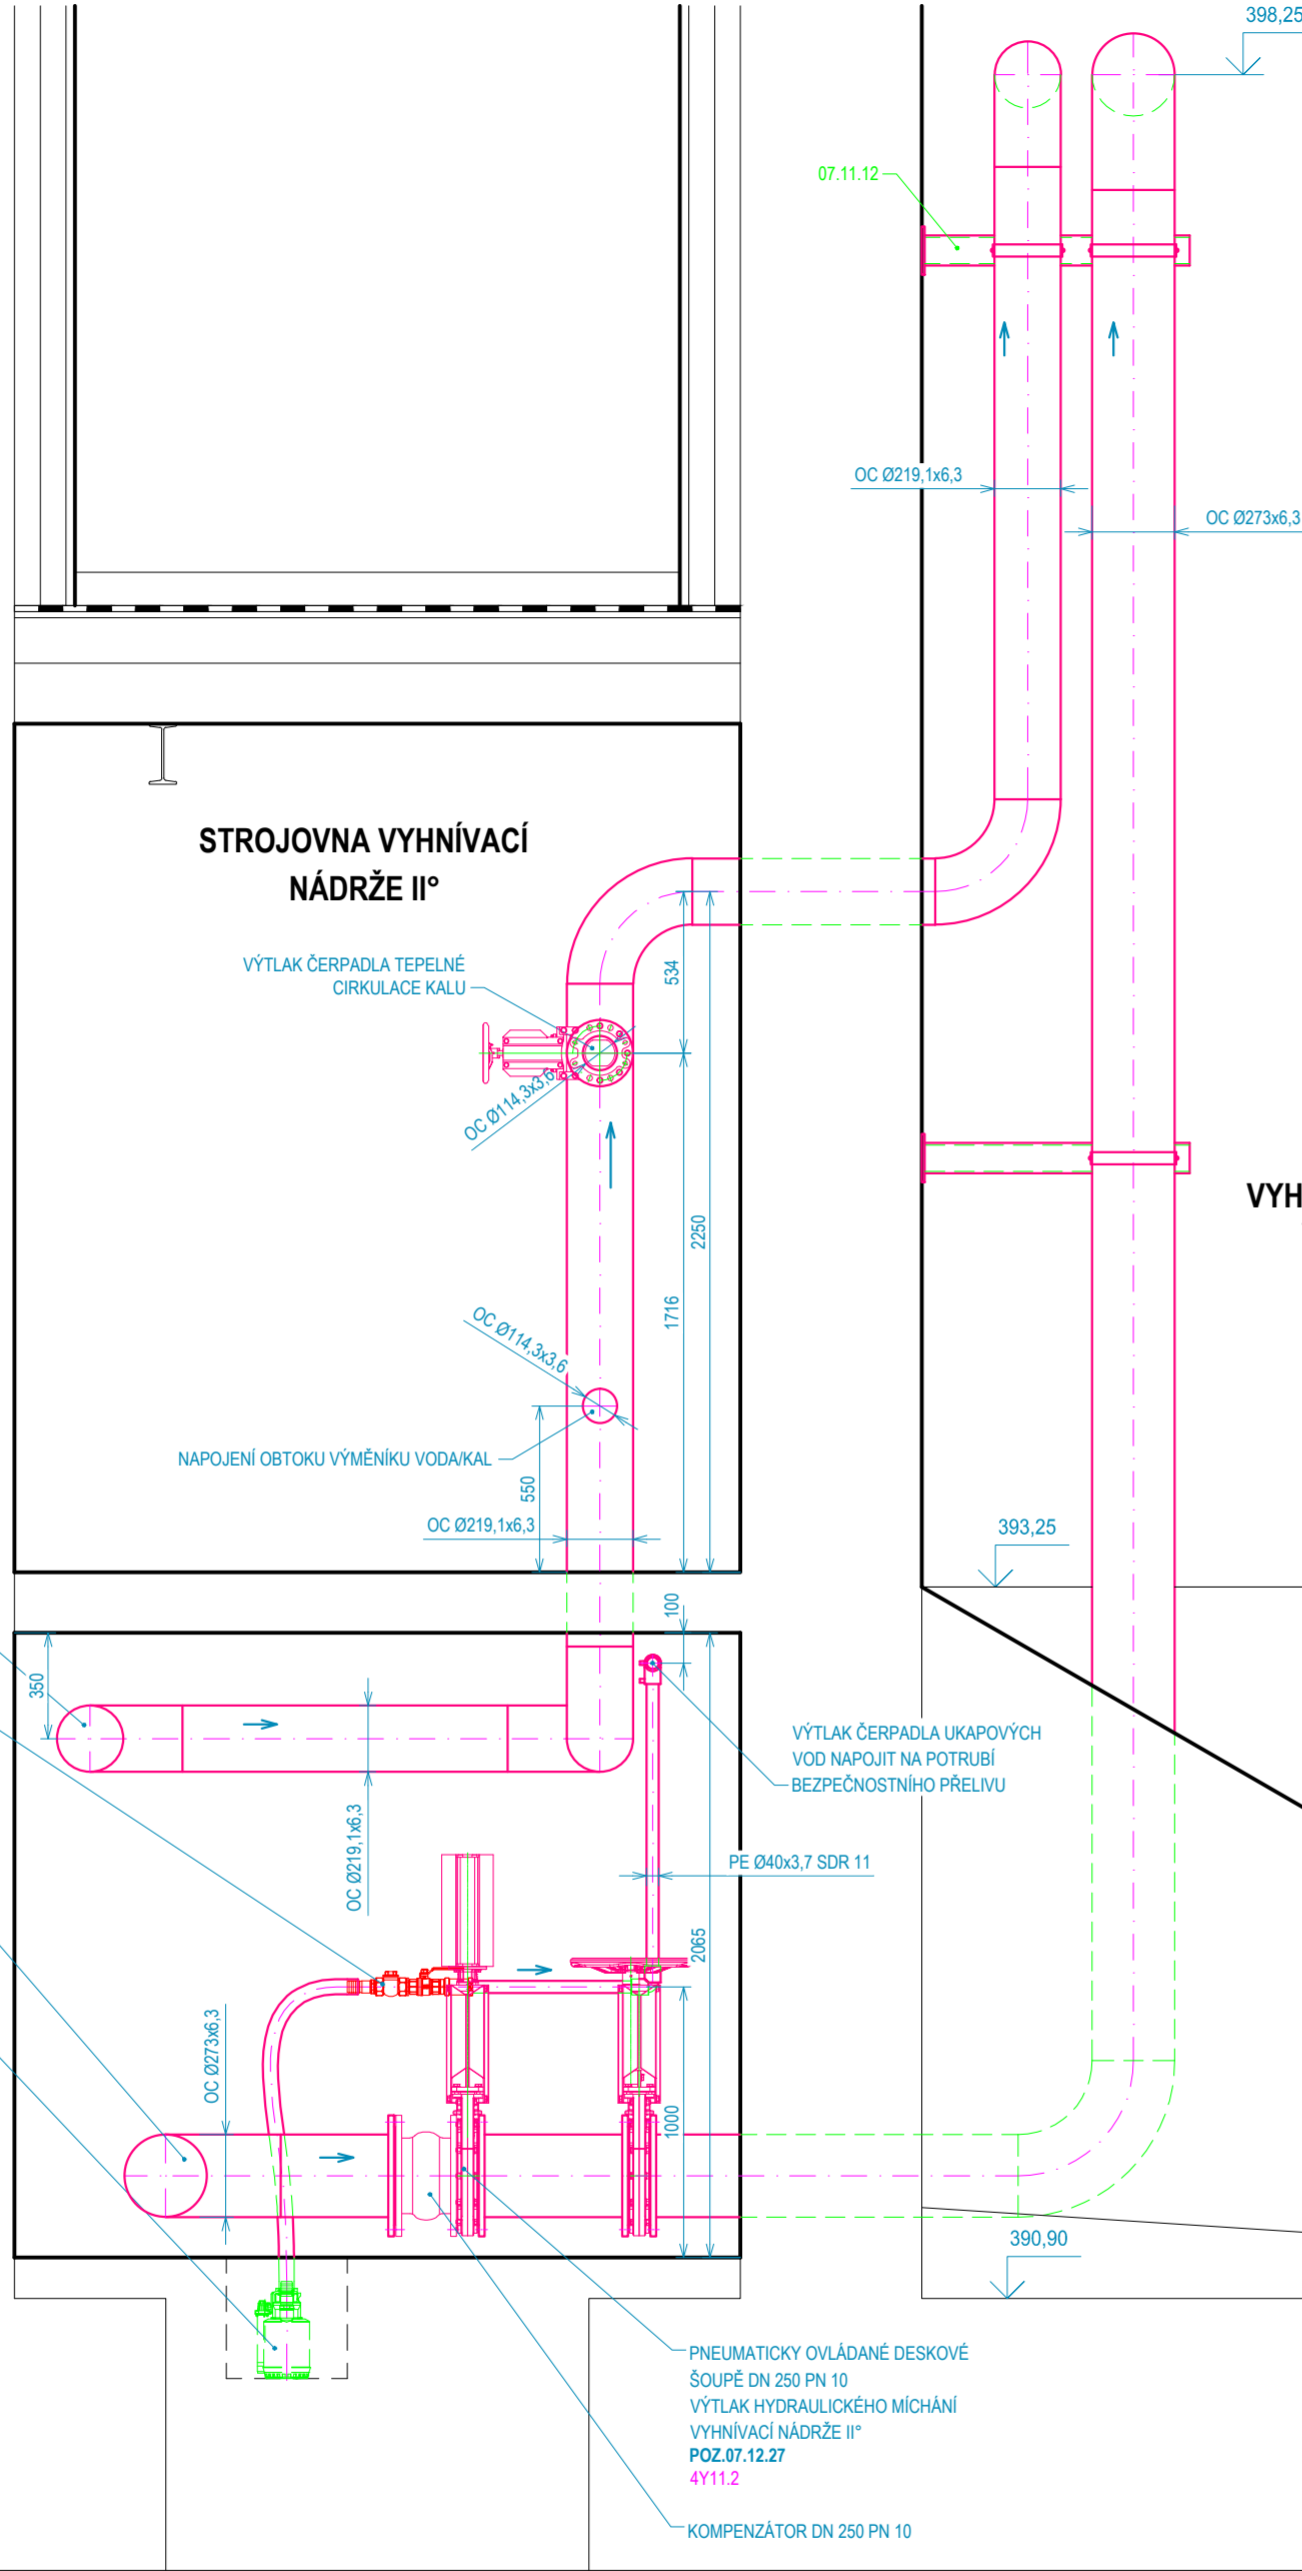 398,25
07.11.12
OC Ø219,1x6,3
OC Ø273x6,3
STROJOVNA VYHNÍVACÍ
NÁDRŽE II°
VÝTLAK ČERPADLA TEPELNÉ
CIRKULACE KALU
534
OC Ø114,3x3,6
VYH
2250
1716
OC Ø114,3x3,6
NAPOJENÍ OBTOKU VÝMĚNÍKU VODA/KAL
550
OC Ø219,1x6,3
393,25
100
350
VÝTLAK ČERPADLA UKAPOVÝCH
VOD NAPOJIT NA POTRUBÍ
BEZPEČNOSTNÍHO PŘELIVU
OC Ø219,1x6,3
PE Ø40x3,7 SDR 11
2065
OC Ø273x6,3
1000
390,90
PNEUMATICKY OVLÁDANÉ DESKOVÉ
ŠOUPĚ DN 250 PN 10
VÝTLAK HYDRAULICKÉHO MÍCHÁNÍ
VYHNÍVACÍ NÁDRŽE II°
POZ.07.12.27
4Y11.2
KOMPENZÁTOR DN 250 PN 10